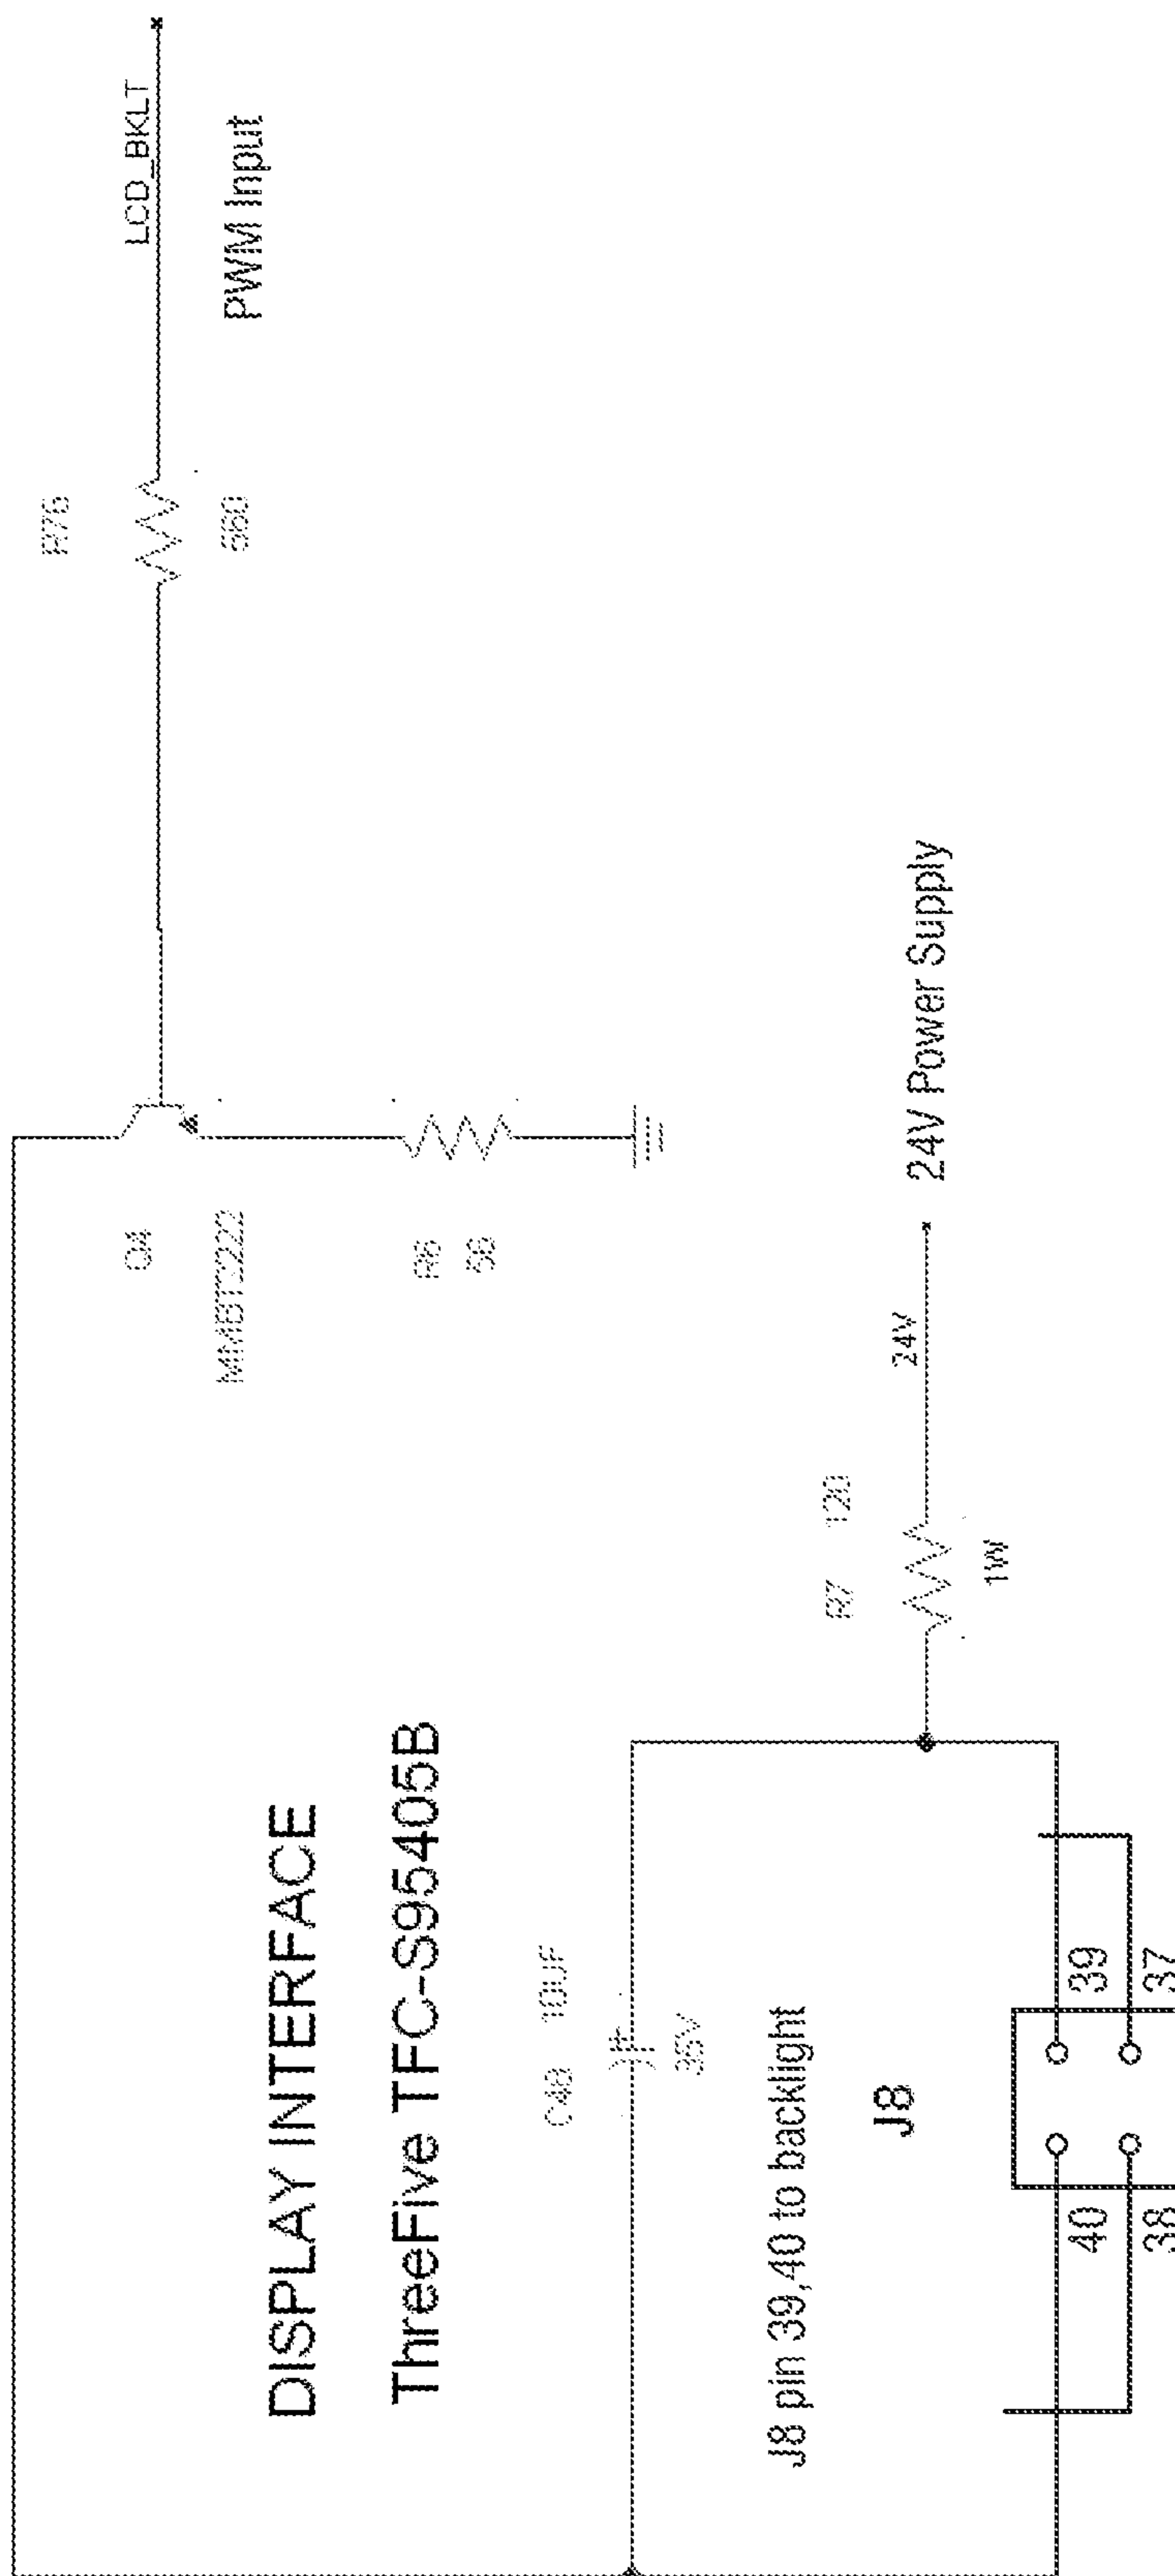 LCD_BKLT
PWM Input
R76
560
Q4
R6
56
24V Power Supply
24V
R7 120
1W
DISPLAY INTERFACE
ThreeFive TFC-S95405B
10UF
35V
J8 pin 39,40 to backlight
J8
39
37
40
38